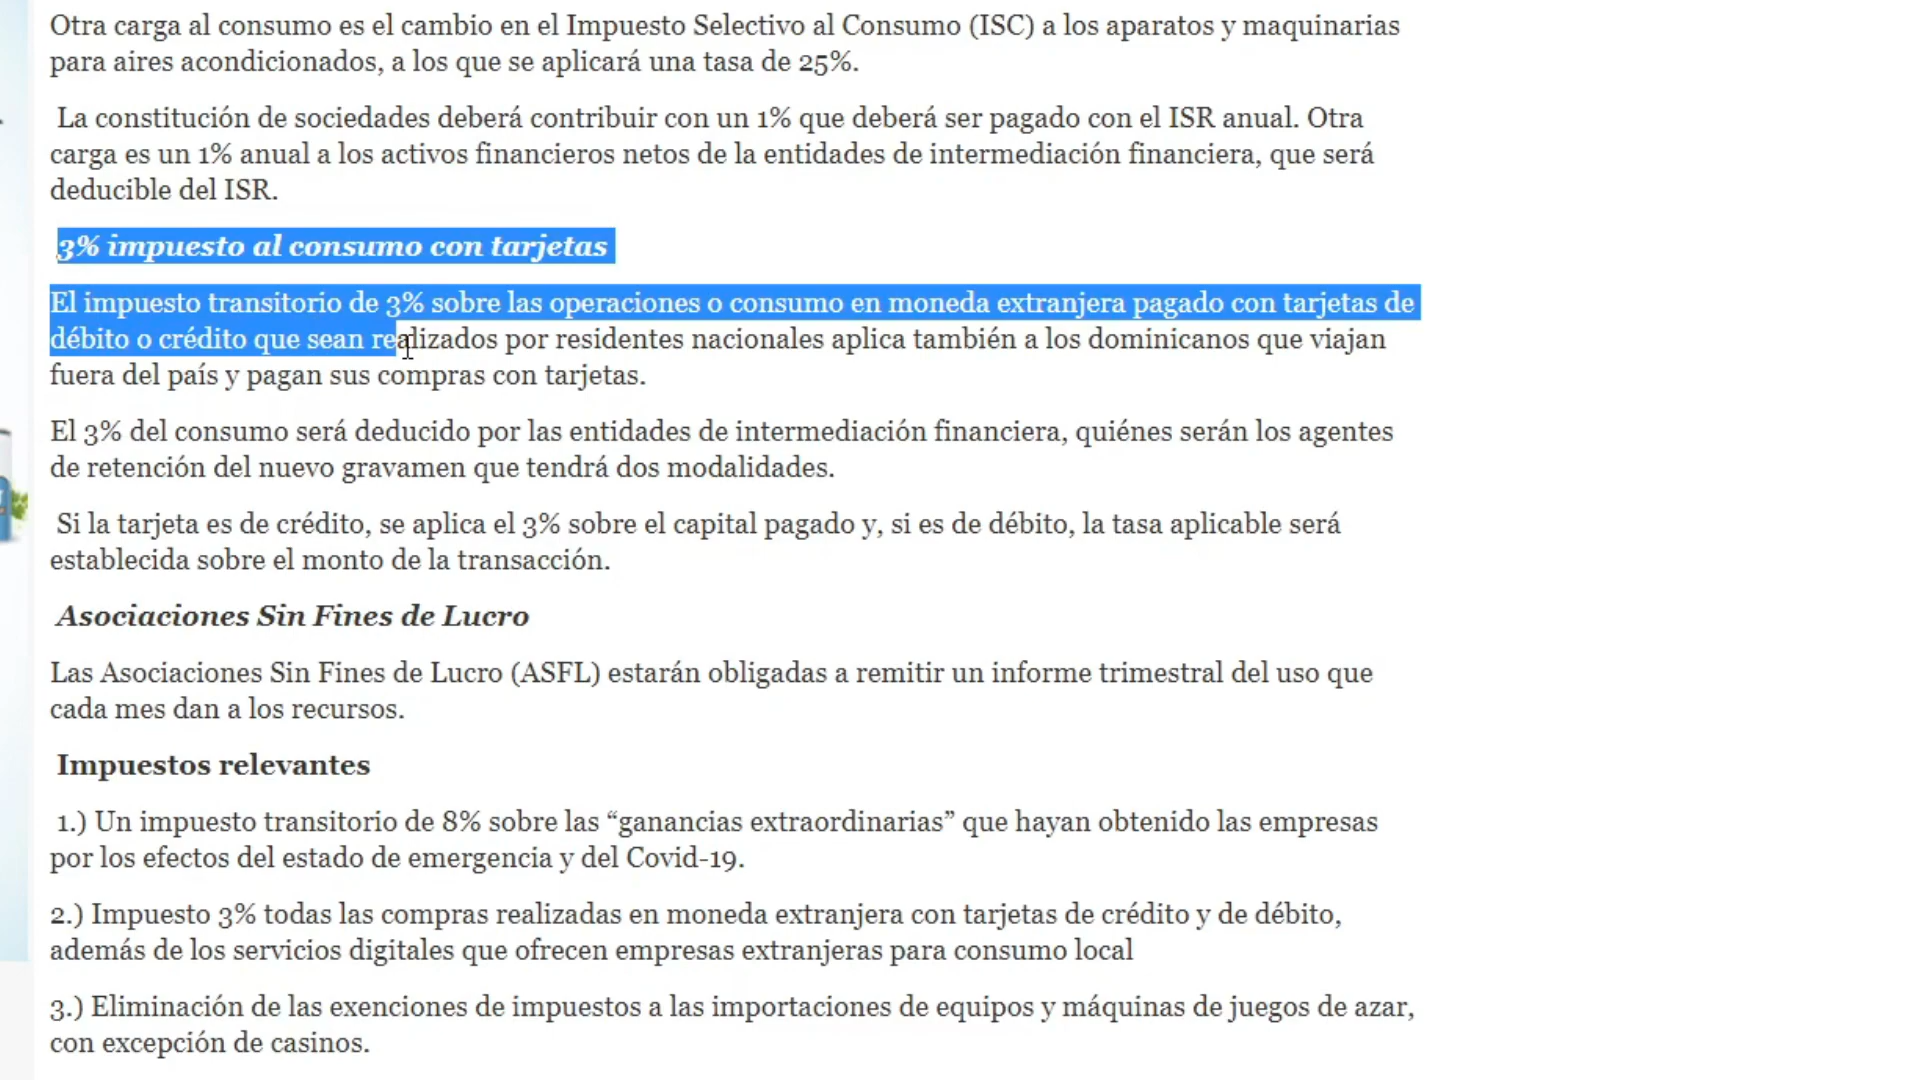 Otra carga al consumo es el cambio en el Impuesto Selectivo al Consumo (ISC) a los aparatos y maquinarias
para aires acondicionados, a los que se aplicará una tasa de 25%.
La constitución de sociedades deberá contribuir con un 1% que deberá ser pagado con el ISR anual. Otra
carga es un 1% anual a los activos financieros netos de la entidades de intermediación financiera, que será
deducible del ISR.
3% impuesto al consumo con tarjetas
El impuesto transitorio de 3% sobre las operaciones o consumo en moneda extranjera pagado con tarjetas de
débito o crédito que sean realizados por residentes nacionales aplica también a los dominicanos que viajan
fuera del país y pagan sus compras con tarjetas.
El 3% del consumo será deducido por las entidades de intermediación financiera, quiénes serán los agentes
de retención del nuevo gravamen que tendrá dos modalidades.
Si la tarjeta es de crédito, se aplica el 3% sobre el capital pagado y, si es de débito, la tasa aplicable será
establecida sobre el monto de la transacción.
Asociaciones Sin Fines de Lucro
Las Asociaciones Sin Fines de Lucro (ASFL) estarán obligadas a remitir un informe trimestral del uso que
cada mes dan a los recursos.
Impuestos relevantes
1.) Un impuesto transitorio de 8% sobre las “ganancias extraordinarias” que hayan obtenido las empresas
por los efectos del estado de emergencia y del Covid-19.
2.) Impuesto 3% todas las compras realizadas en moneda extranjera con tarjetas de crédito y de débito,
además de los servicios digitales que ofrecen empresas extranjeras para consumo local
3.) Eliminación de las exenciones de impuestos a las importaciones de equipos y máquinas de juegos de azar,
con excepción de casinos.